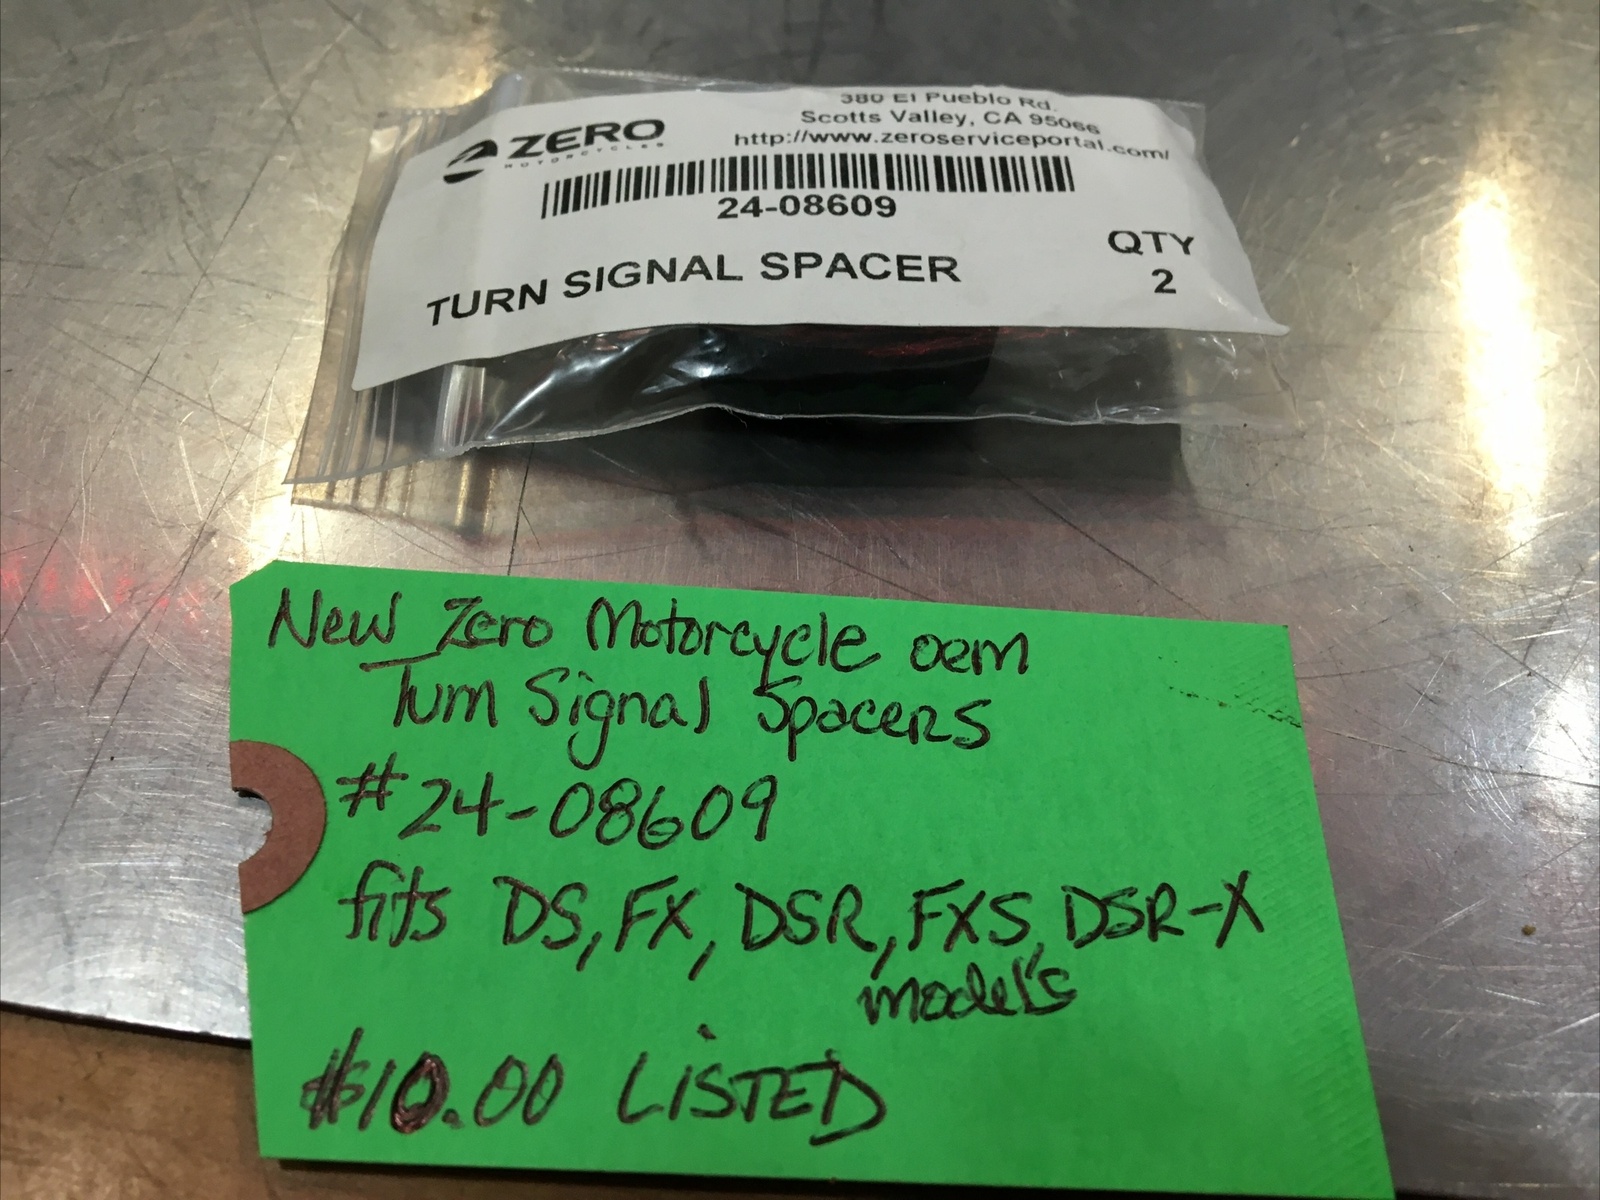 380 El Pueblo Rd.
Scotts Valley, CA 95066
http://www.zeroserviceportal.com/
ZERO
MOTORCYCLES
24-08609
QTY
2
TURN SIGNAL SPACER
New Zero Motorcycle oem
Turn Signal Spacers
#24-08609
fits DS, FX, DSR, FXS, DSR-X
model's
$10.00 LiSTED